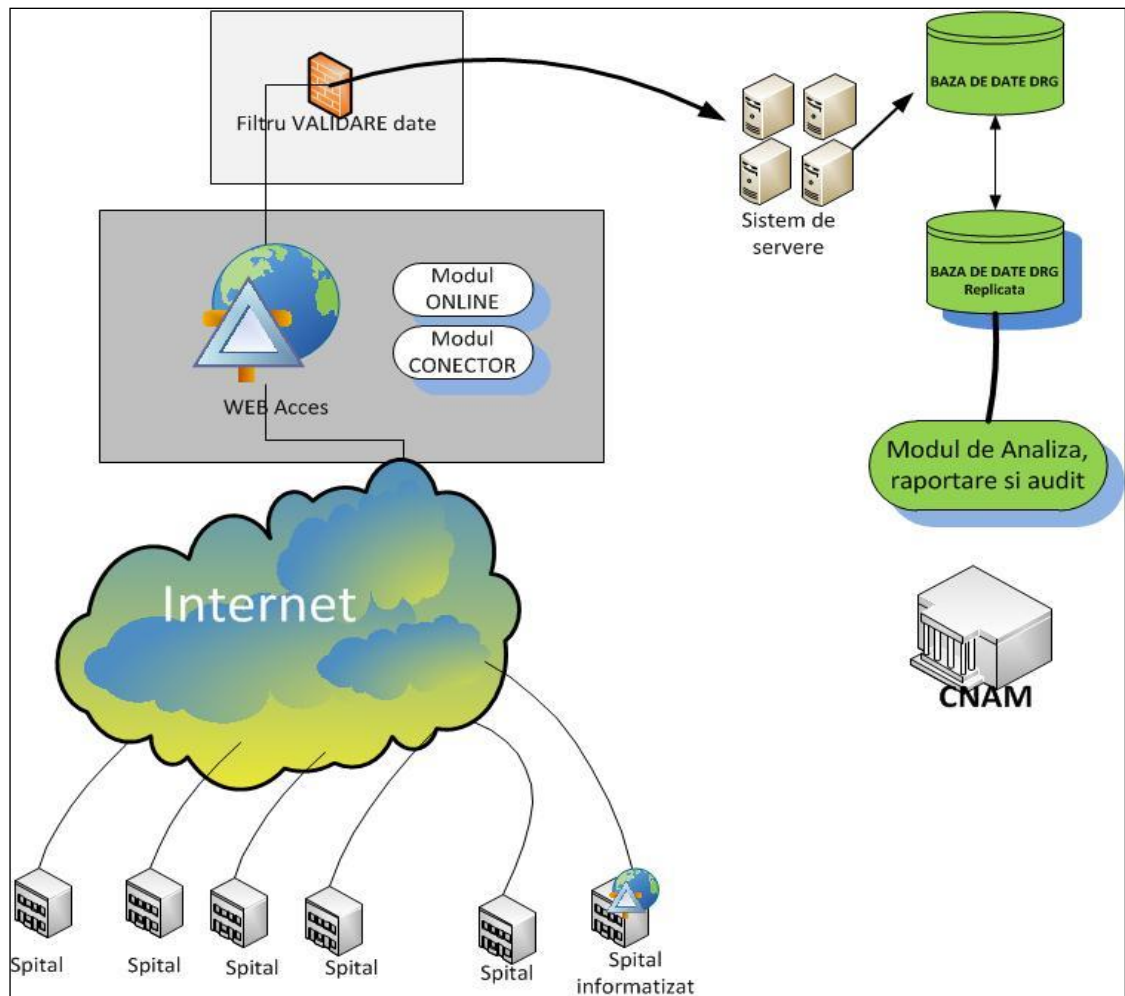 Filtru VALIDARE date
BAZA DE DATE DRG
Sistem de
servere
BAZA DE DATE DRG
Replicata
Modul
ONLINE
Modul
CONECTOR
WEB Acces
Modul de Analiza,
raportare si audit
Internet
CNAM
Spital
Spital
Spital
Spital
Spital
Spital
informatizat